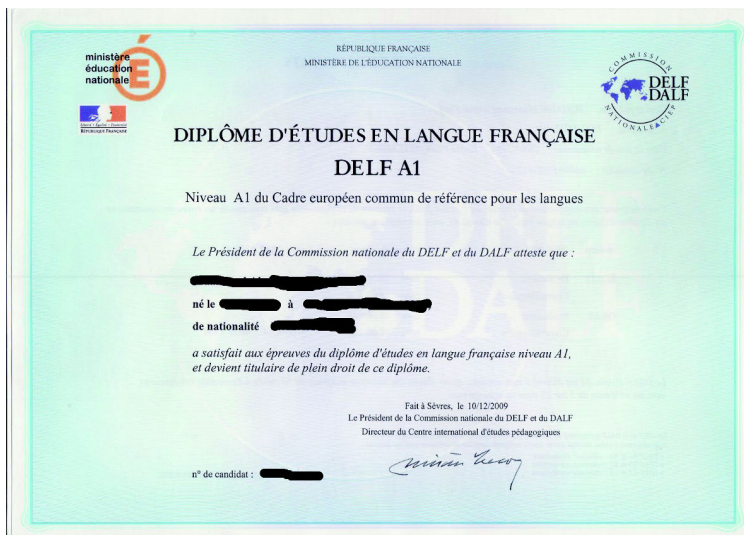 ministère
éducation
nationale
É
Liberté • Égalité • Fraternité
RÉPUBLIQUE FRANÇAISE
RÉPUBLIQUE FRANÇAISE
MINISTÈRE DE L'ÉDUCATION NATIONALE
COMMISSION
DELF
DALF
NATIONALE CIEP
DIPLÔME D'ÉTUDES EN LANGUE FRANÇAISE
DELF A1
Niveau A1 du Cadre européen commun de référence pour les langues
Le Président de la Commission nationale du DELF et du DALF atteste que :
né le à
de nationalité
a satisfait aux épreuves du diplôme d'études en langue française niveau A1,
et devient titulaire de plein droit de ce diplôme.
Fait à Sèvres, le 10/12/2009
Le Président de la Commission nationale du DELF et du DALF
Directeur du Centre international d'études pédagogiques
n° de candidat :